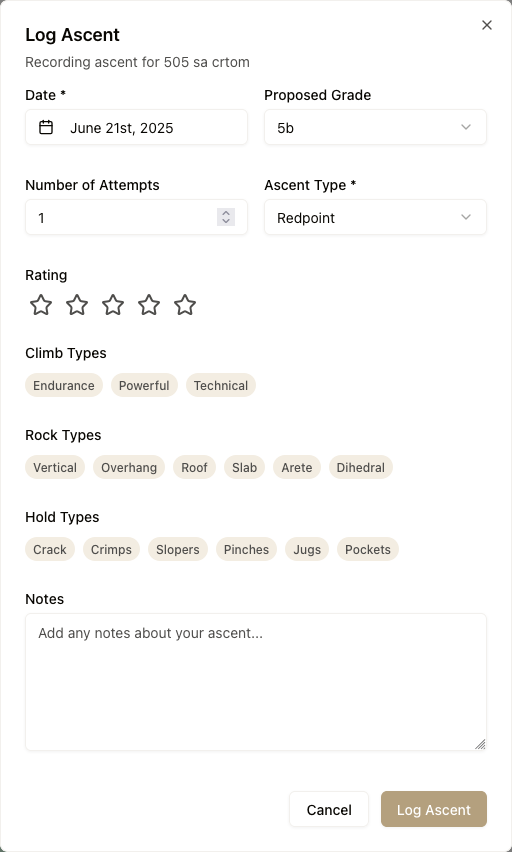 Log Ascent
Recording ascent for 505 sa crtom
Date *
Proposed Grade
June 21st, 2025
5b
Number of Attempts
Ascent Type *
1
Redpoint
Rating
Climb Types
Endurance Powerful Technical
Rock Types
Vertical Overhang Roof Slab Arete Dihedral
Hold Types
Crack Crimps Slopers Pinches Jugs Pockets
Notes
Add any notes about your ascent...
Cancel Log Ascent